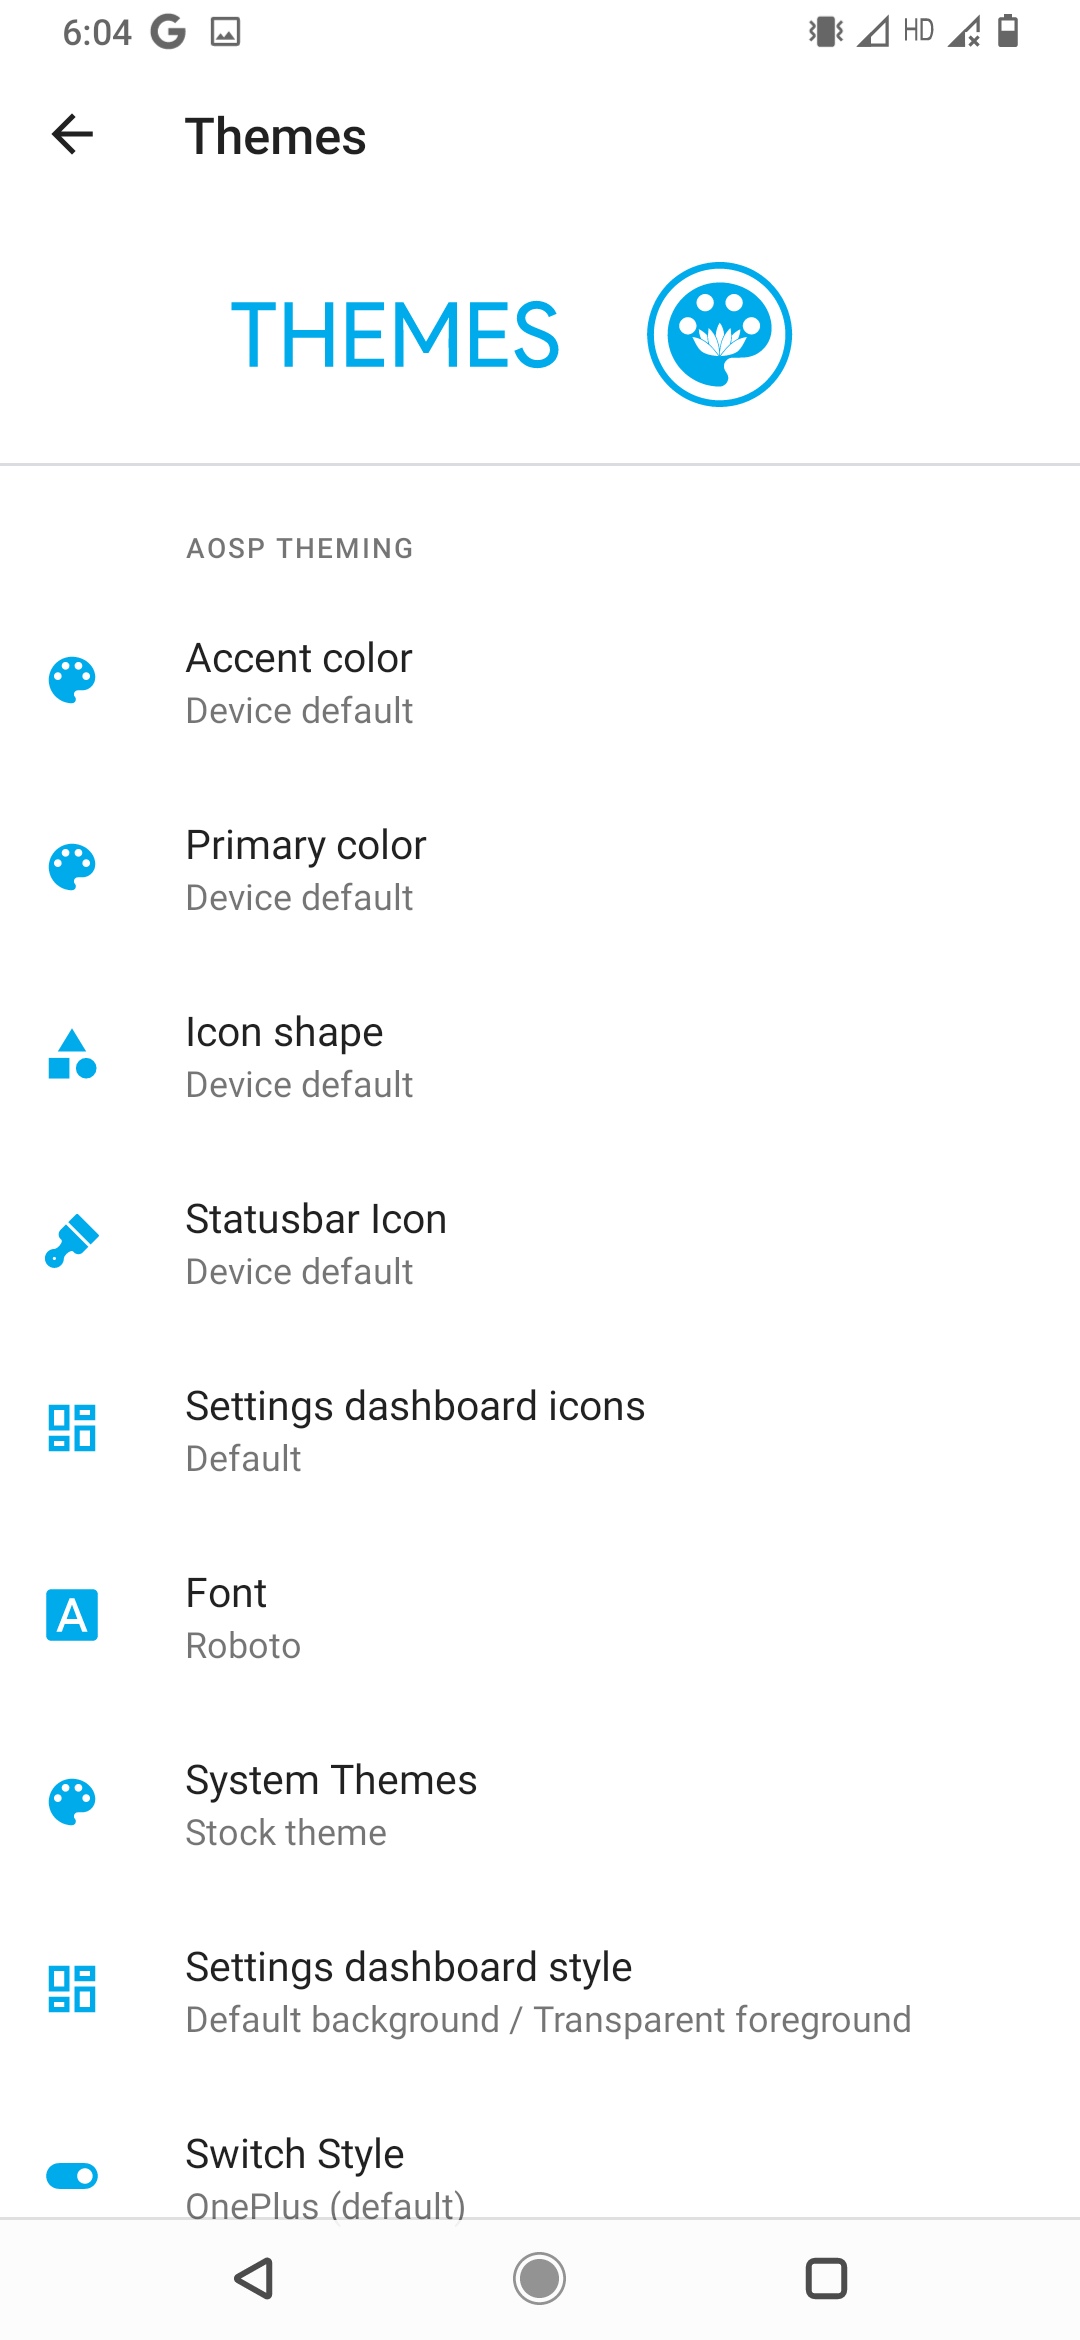 6:04 G HD
Themes
THEMES
AOSP THEMING
Accent color
Device default
Primary color
Device default
Icon shape
Device default
Statusbar Icon
Device default
Settings dashboard icons
Default
A
Font
Roboto
System Themes
Stock theme
Settings dashboard style
Default background / Transparent foreground
Switch Style
OnePlus (default)